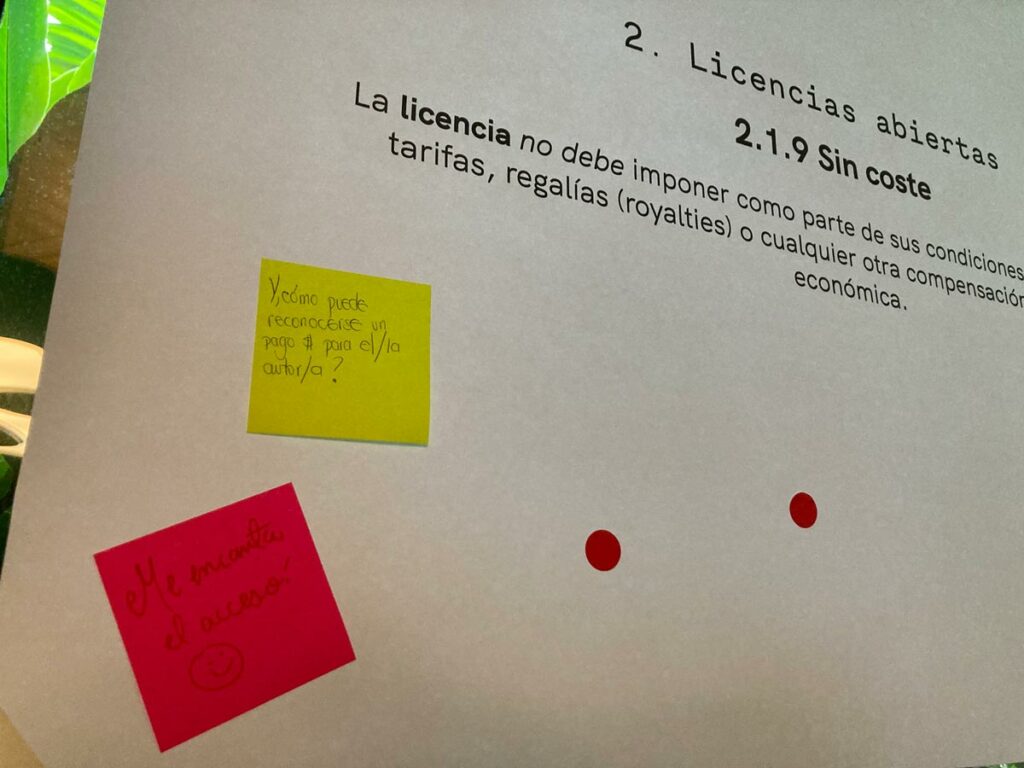 2. Licencias abiertas
2.1.9 Sin coste
La licencia no debe imponer como parte de sus condiciones
tarifas, regalías (royalties) o cualquier otra compensación
económica.
Y, cómo puede
reconocerse un
pago $ para el/la
autor/a?
Me encanta
el acceso!